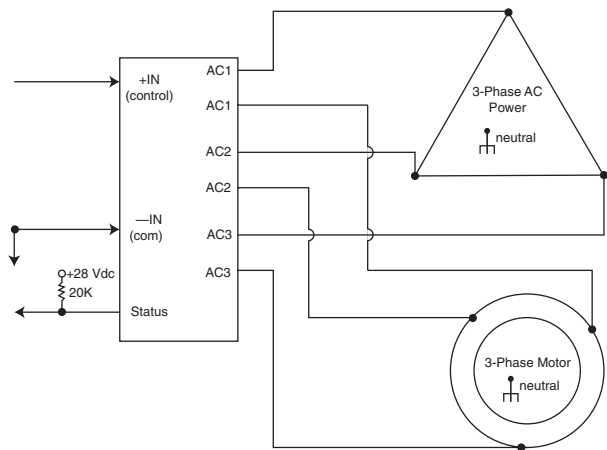 +IN
(control)
—IN
(com)
+28 Vdc
20K
Status
AC1
AC1
AC2
AC2
AC3
AC3
3-Phase AC
Power
neutral
3-Phase Motor
neutral